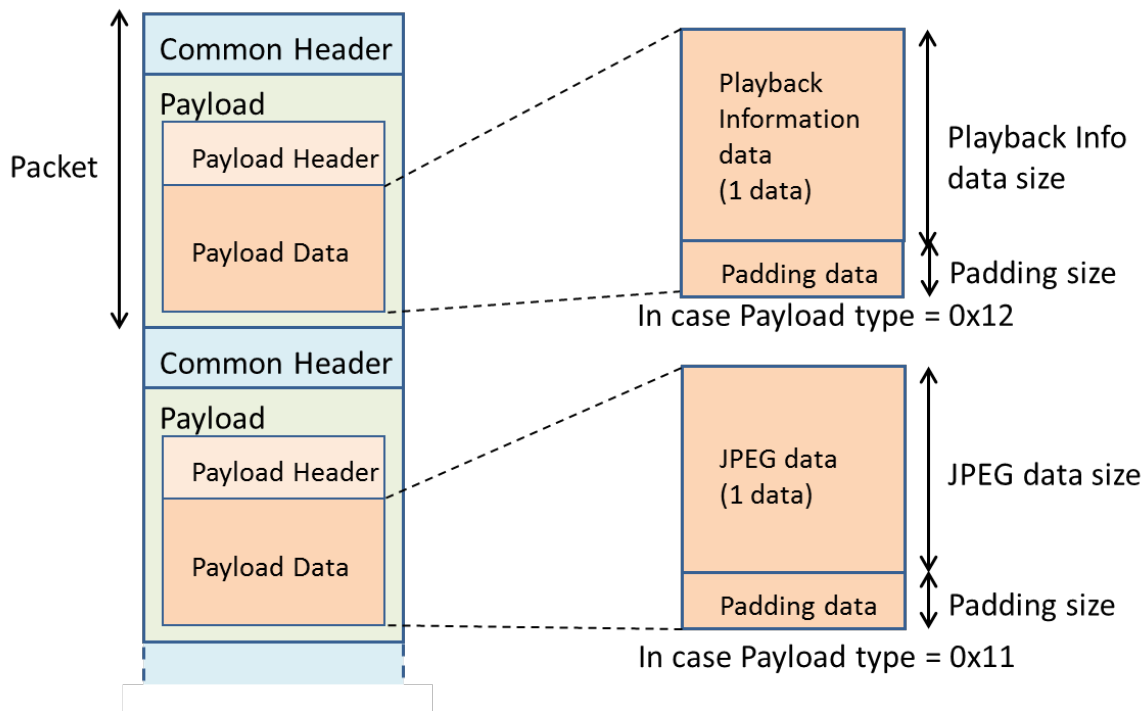 Packet
Common Header
Payload
Payload Header
Payload Data
Playback
Information
data
(1 data)
Padding data
Playback Info
data size
Padding size
In case Payload type = 0x12
Common Header
Payload
Payload Header
Payload Data
JPEG data
(1 data)
Padding data
JPEG data size
Padding size
In case Payload type = 0x11